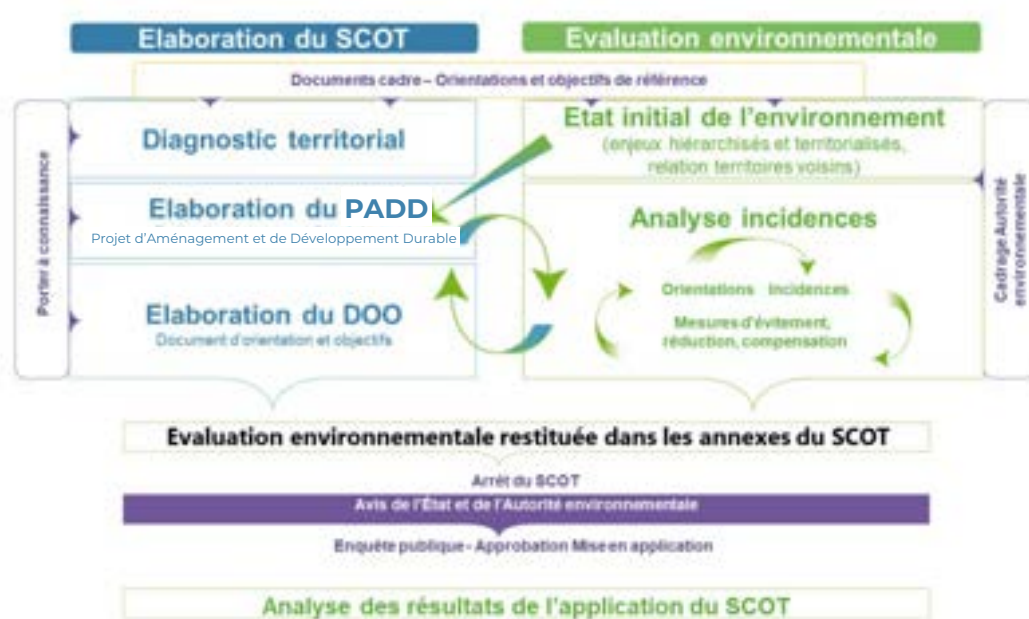 Elaboration du SCOT
Evaluation environnementale
Documents cadre – Orientations et objectifs de référence
Porter à connaissance
Diagnostic territorial
Etat initial de l'environnement
(enjeux hiérarchisés et territorialisés,
relation territoires voisins)
Cadrage Autorité
environnementale
Elaboration du PADD
Projet d'Aménagement et de Développement Durable
Analyse incidences
Orientations Incidences
Mesures d'évitement,
réduction, compensation
Elaboration du DOO
Document d'orientation et objectifs
Evaluation environnementale restituée dans les annexes du SCOT
Arrêt du SCOT
Avis de l'État et de l'Autorité environnementale
Enquête publique - Approbation Mise en application
Analyse des résultats de l'application du SCOT